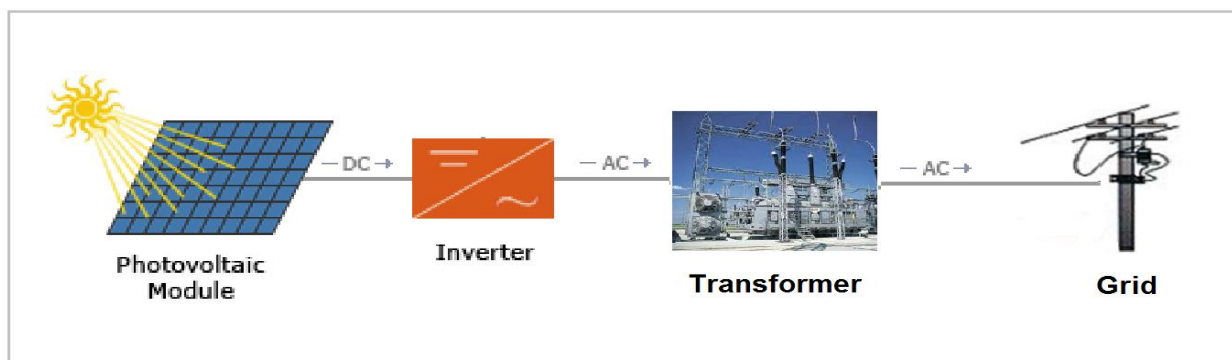 DC
AC
AC
Photovoltaic
Module
Inverter
Transformer
Grid